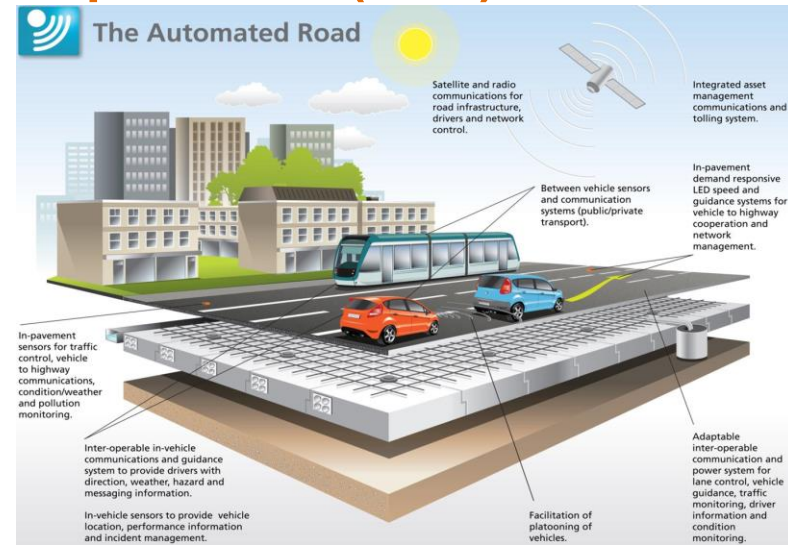 The Automated Road
Satellite and radio
communications for
road infrastructure,
drivers and network
control.
Integrated asset
management
communications and
tolling system.
Between vehicle sensors
and communication
systems (public/private
transport).
In-pavement
demand responsive
LED speed and
guidance systems for
vehicle to highway
cooperation and
network
management.
In-pavement
sensors for traffic
control, vehicle
to highway
communications,
condition/weather
and pollution
monitoring.
Inter-operable in-vehicle
communications and guidance
system to provide drivers with
direction, weather, hazard and
messaging information.
In-vehicle sensors to provide vehicle
location, performance information
and incident management.
Facilitation of
platooning of
vehicles.
Adaptable
inter-operable
communication and
power system for
lane control, vehicle
guidance, traffic
monitoring, driver
information and
condition
monitoring.